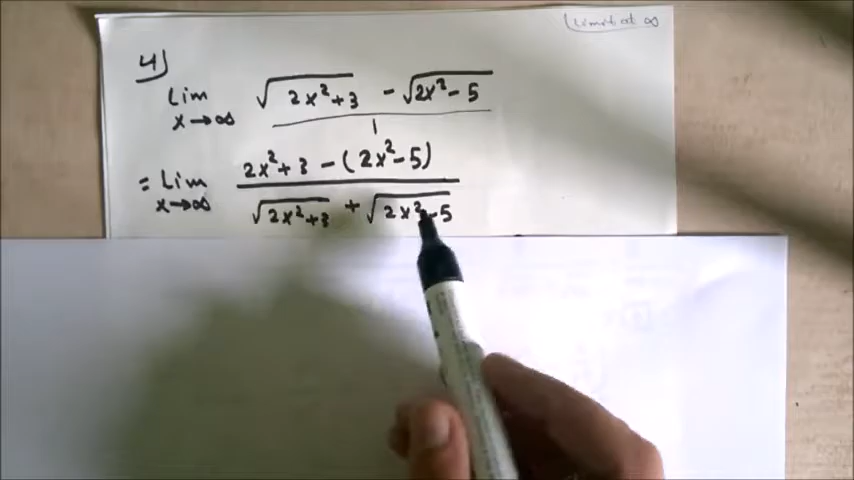 Limit at ∞
4)
Lim x→∞ √(2x²+3) - √(2x²-5) / 1
= Lim x→∞ 2x²+3 - (2x²-5) / √(2x²+3) + √(2x²-5)